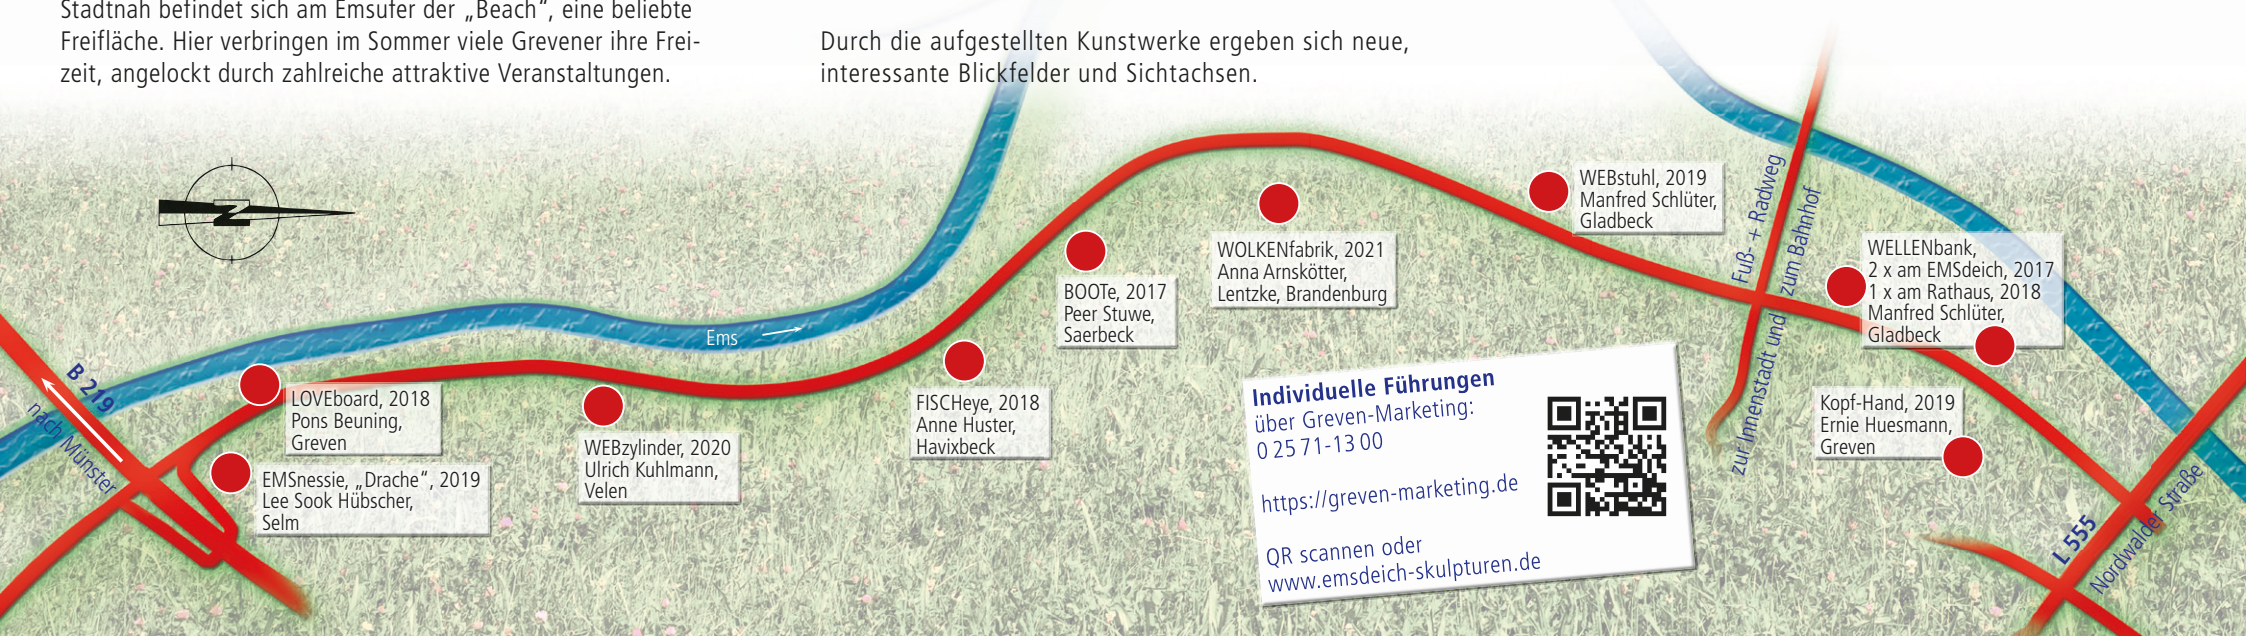 Stadtnah befindet sich am Emsufer der „Beach“, eine beliebte
Freifläche. Hier verbringen im Sommer viele Grevener ihre Frei-
zeit, angelockt durch zahlreiche attraktive Veranstaltungen.
Durch die aufgestellten Kunstwerke ergeben sich neue,
interessante Blickfelder und Sichtachsen.
N
B 219
nach Münster
LOVEboard, 2018
Pons Beuning,
Greven
EMSnessie, „Drache“, 2019
Lee Sook Hübscher,
Selm
WEBzylinder, 2020
Ulrich Kuhlmann,
Velen
Ems
FISCHeye, 2018
Anne Huster,
Havixbeck
BOOTe, 2017
Peer Stuwe,
Saerbeck
WOLKENfabrik, 2021
Anna Arnskötter,
Lentzke, Brandenburg
WEBstuhl, 2019
Manfred Schlüter,
Gladbeck
Fuß- + Radweg
zur Innenstadt und zum Bahnhof
WELLENbank,
2 x am EMSdeich, 2017
1 x am Rathaus, 2018
Manfred Schlüter,
Gladbeck
Kopf-Hand, 2019
Ernie Huesmann,
Greven
L 555
Nordwalder Straße
Individuelle Führungen
über Greven-Marketing:
0 25 71-13 00
https://greven-marketing.de
QR scannen oder
www.emsdeich-skulpturen.de